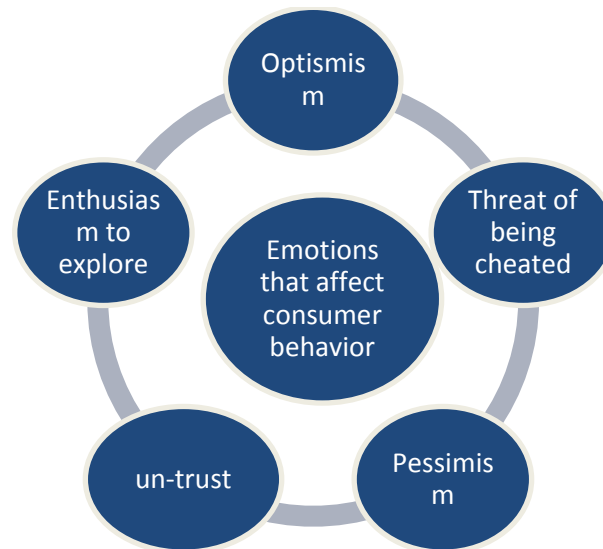 Optismis
m
Enthusias
m to
explore
Threat of
being
cheated
Emotions
that affect
consumer
behavior
un-trust
Pessimis
m